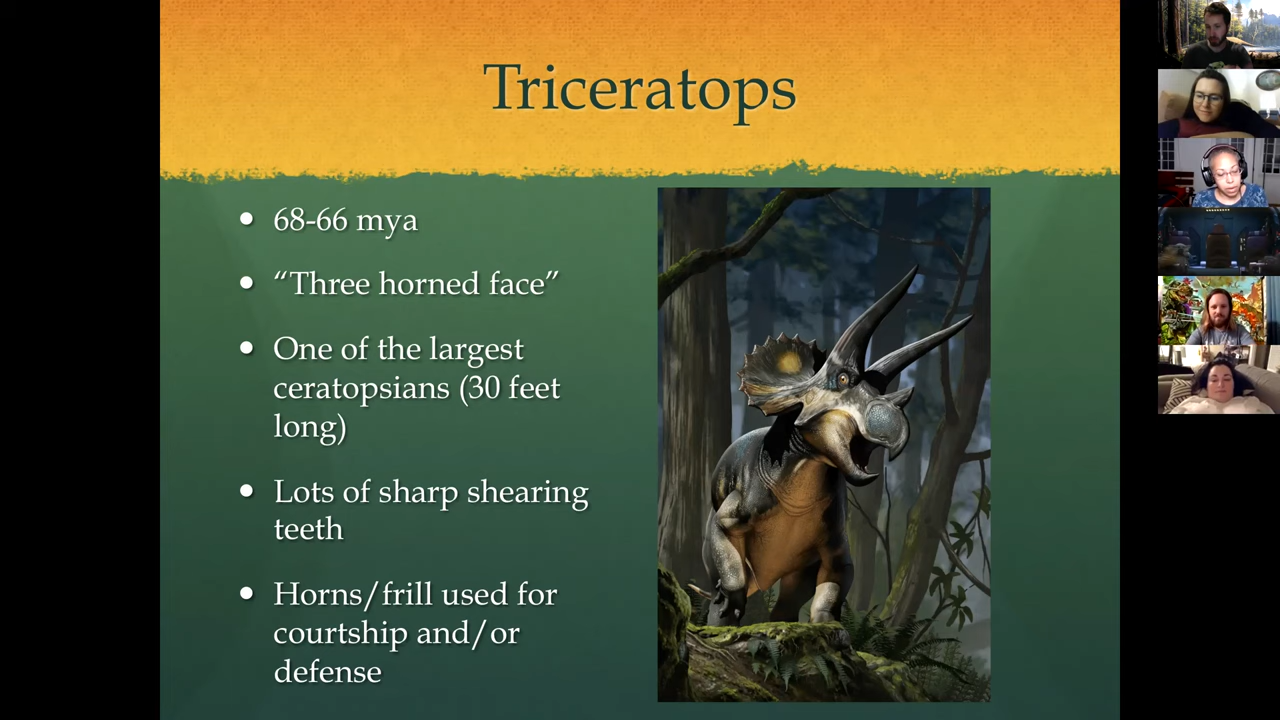 Triceratops
68-66 mya
“Three horned face”
One of the largest
ceratopsians (30 feet
long)
Lots of sharp shearing
teeth
Horns/frill used for
courtship and/or
defense